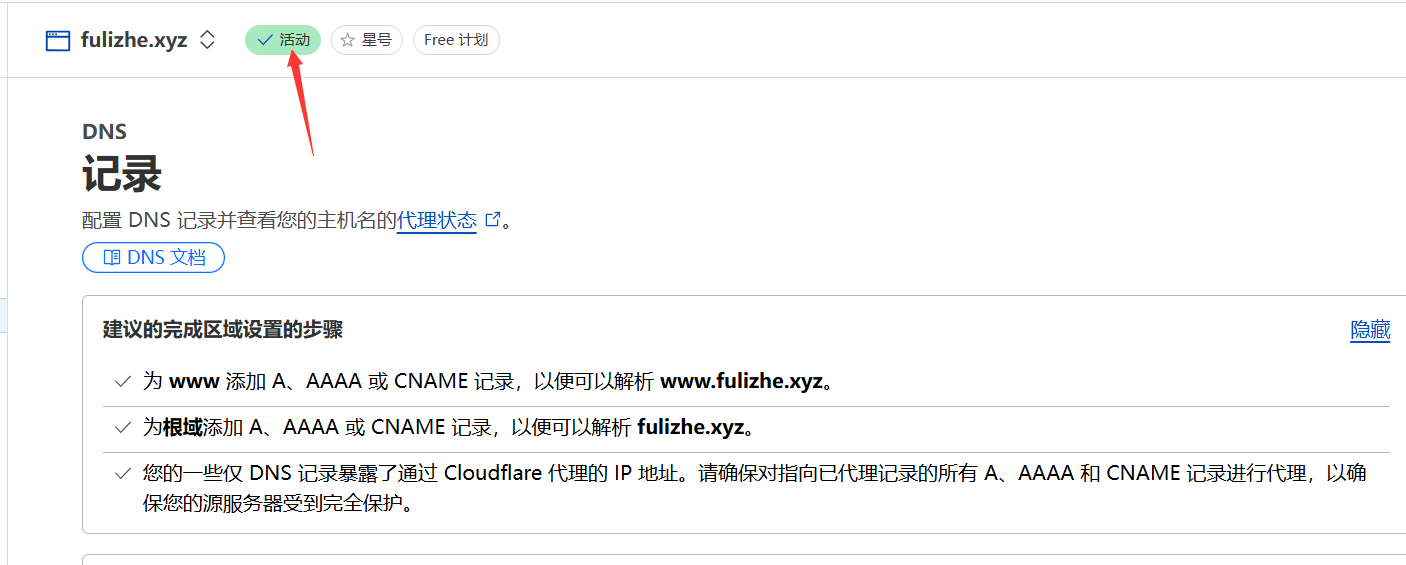 fulizhe.xyz 活动 星号 Free 计划
DNS
记录
配置 DNS 记录并查看您的主机名的代理状态。
DNS 文档
建议的完成区域设置的步骤 隐藏
为 www 添加 A、AAAA 或 CNAME 记录，以便可以解析 www.fulizhe.xyz。
为根域添加 A、AAAA 或 CNAME 记录，以便可以解析 fulizhe.xyz。
您的一些仅 DNS 记录暴露了通过 Cloudflare 代理的 IP 地址。请确保对指向已代理记录的所有 A、AAAA 和 CNAME 记录进行代理，以确
保您的源服务器受到完全保护。